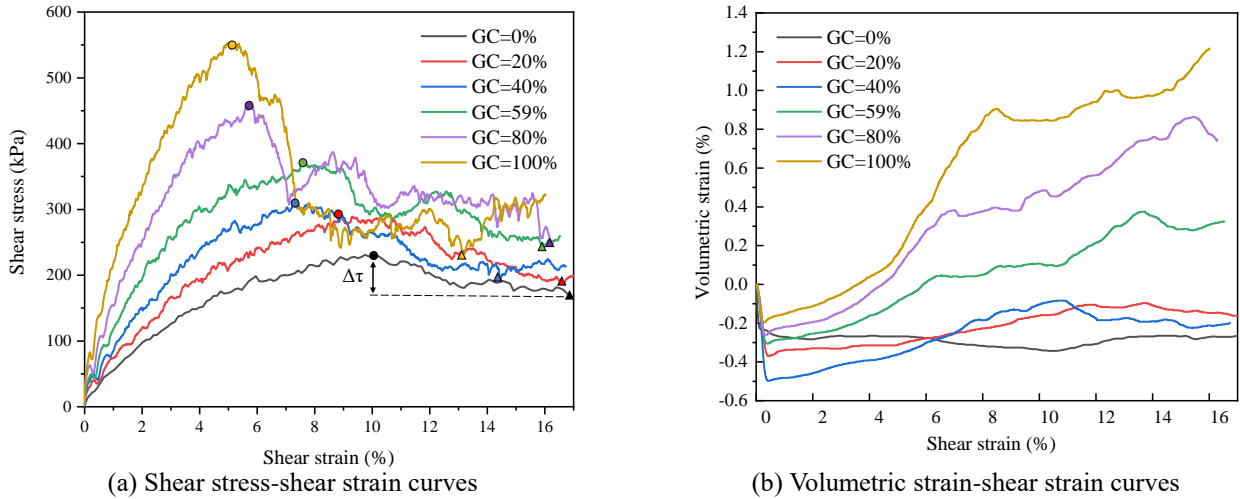 600
500
400
300
200
100
0
Shear stress (kPa)
GC=0%
GC=20%
GC=40%
GC=59%
GC=80%
GC=100%
Δτ
0 2 4 6 8 10 12 14 16
Shear strain (%)
(a) Shear stress-shear strain curves
1.4
1.2
1.0
0.8
0.6
0.4
0.2
0.0
-0.2
-0.4
-0.6
Volumetric strain (%)
GC=0%
GC=20%
GC=40%
GC=59%
GC=80%
GC=100%
0 2 4 6 8 10 12 14 16
Shear strain (%)
(b) Volumetric strain-shear strain curves